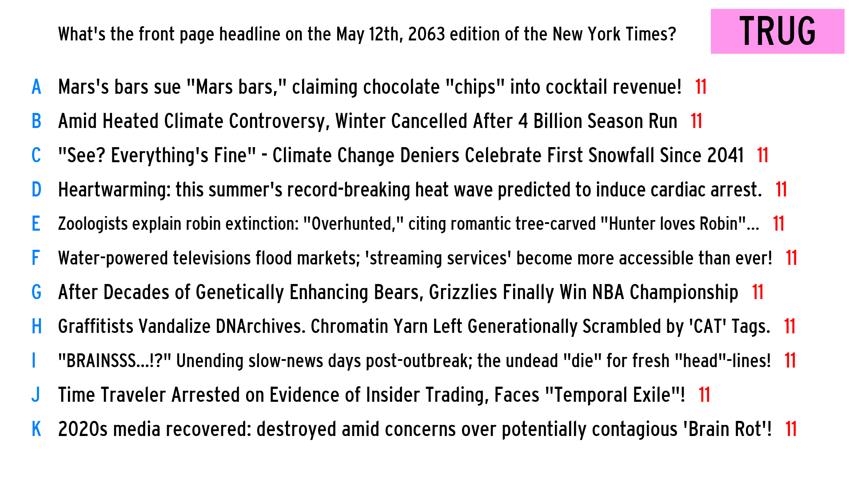 What's the front page headline on the May 12th, 2063 edition of the New York Times?
TRUG
A Mars's bars sue "Mars bars," claiming chocolate "chips" into cocktail revenue! 11
B Amid Heated Climate Controversy, Winter Cancelled After 4 Billion Season Run 11
C "See? Everything's Fine" - Climate Change Deniers Celebrate First Snowfall Since 2041 11
D Heartwarming: this summer's record-breaking heat wave predicted to induce cardiac arrest. 11
E Zoologists explain robin extinction: "Overhunted," citing romantic tree-carved "Hunter loves Robin"... 11
F Water-powered televisions flood markets; 'streaming services' become more accessible than ever! 11
G After Decades of Genetically Enhancing Bears, Grizzlies Finally Win NBA Championship 11
H Graffitists Vandalize DNArchives. Chromatin Yarn Left Generationally Scrambled by 'CAT' Tags. 11
I "BRAINSSS...!?" Unending slow-news days post-outbreak; the undead "die" for fresh "head"-lines! 11
J Time Traveler Arrested on Evidence of Insider Trading, Faces "Temporal Exile"! 11
K 2020s media recovered: destroyed amid concerns over potentially contagious 'Brain Rot'! 11